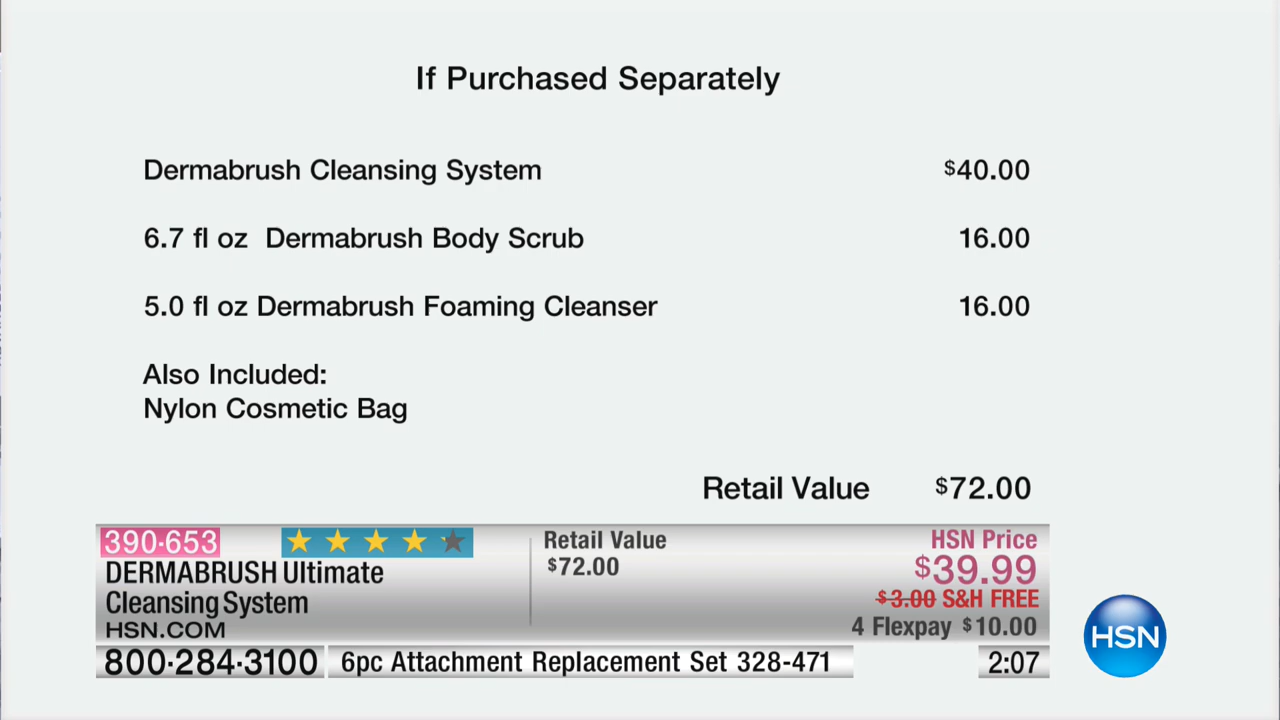 If Purchased Separately
Dermabrush Cleansing System $40.00
6.7 fl oz Dermabrush Body Scrub 16.00
5.0 fl oz Dermabrush Foaming Cleanser 16.00
Also Included:
Nylon Cosmetic Bag
Retail Value $72.00
390·653
DERMABRUSH Ultimate
Cleansing System
HSN.COM
Retail Value
$72.00
HSN Price
$39.99
$3.00 S&H FREE
4 Flexpay $10.00
800·284·3100
6pc Attachment Replacement Set 328-471
2:07
HSN